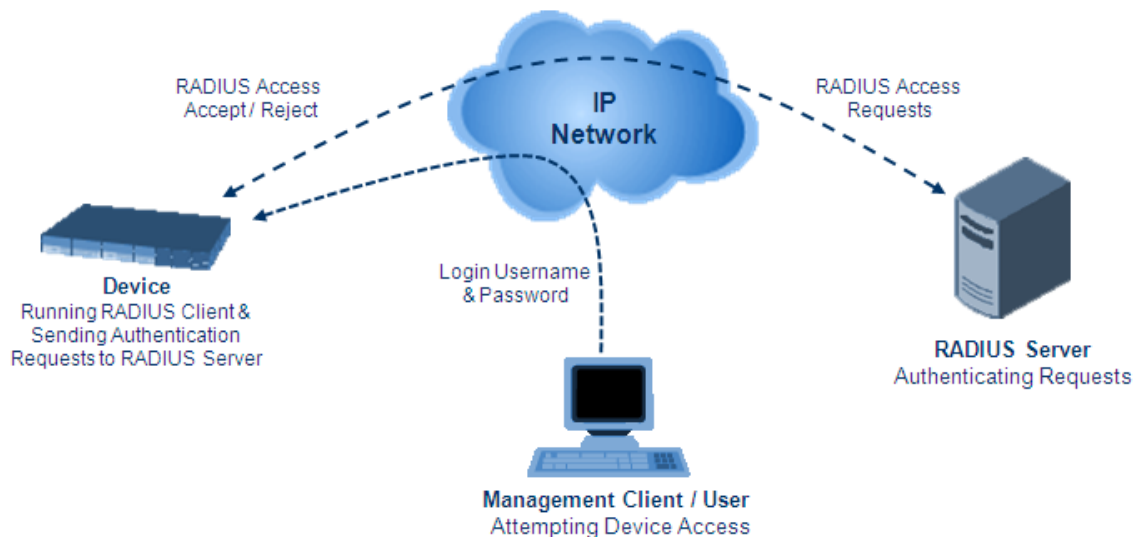 RADIUS Access
Accept / Reject
RADIUS Access
Requests
IP
Network
Login Username
& Password
Device
Running RADIUS Client &
Sending Authentication
Requests to RADIUS Server
RADIUS Server
Authenticating Requests
Management Client / User
Attempting Device Access